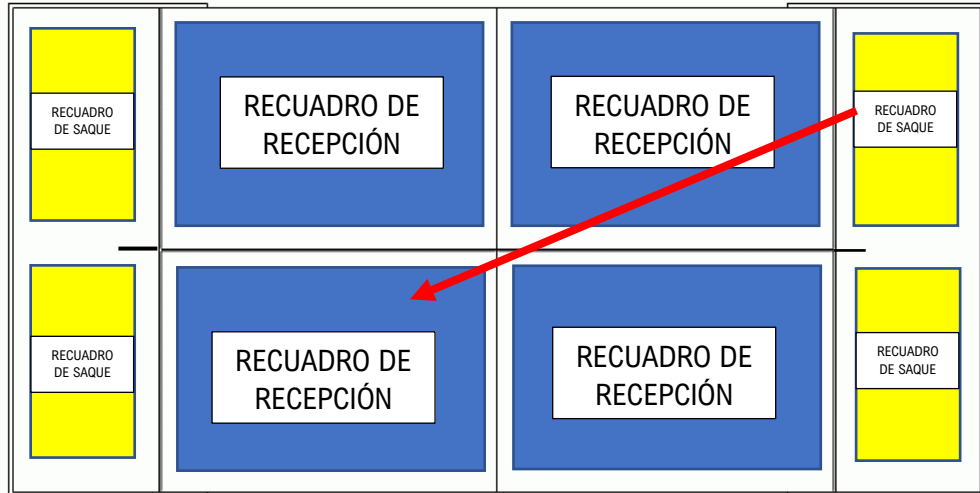 RECUADRO
DE SAQUE
RECUADRO DE
RECEPCIÓN
RECUADRO DE
RECEPCIÓN
RECUADRO
DE SAQUE
RECUADRO
DE SAQUE
RECUADRO DE
RECEPCIÓN
RECUADRO DE
RECEPCIÓN
RECUADRO
DE SAQUE